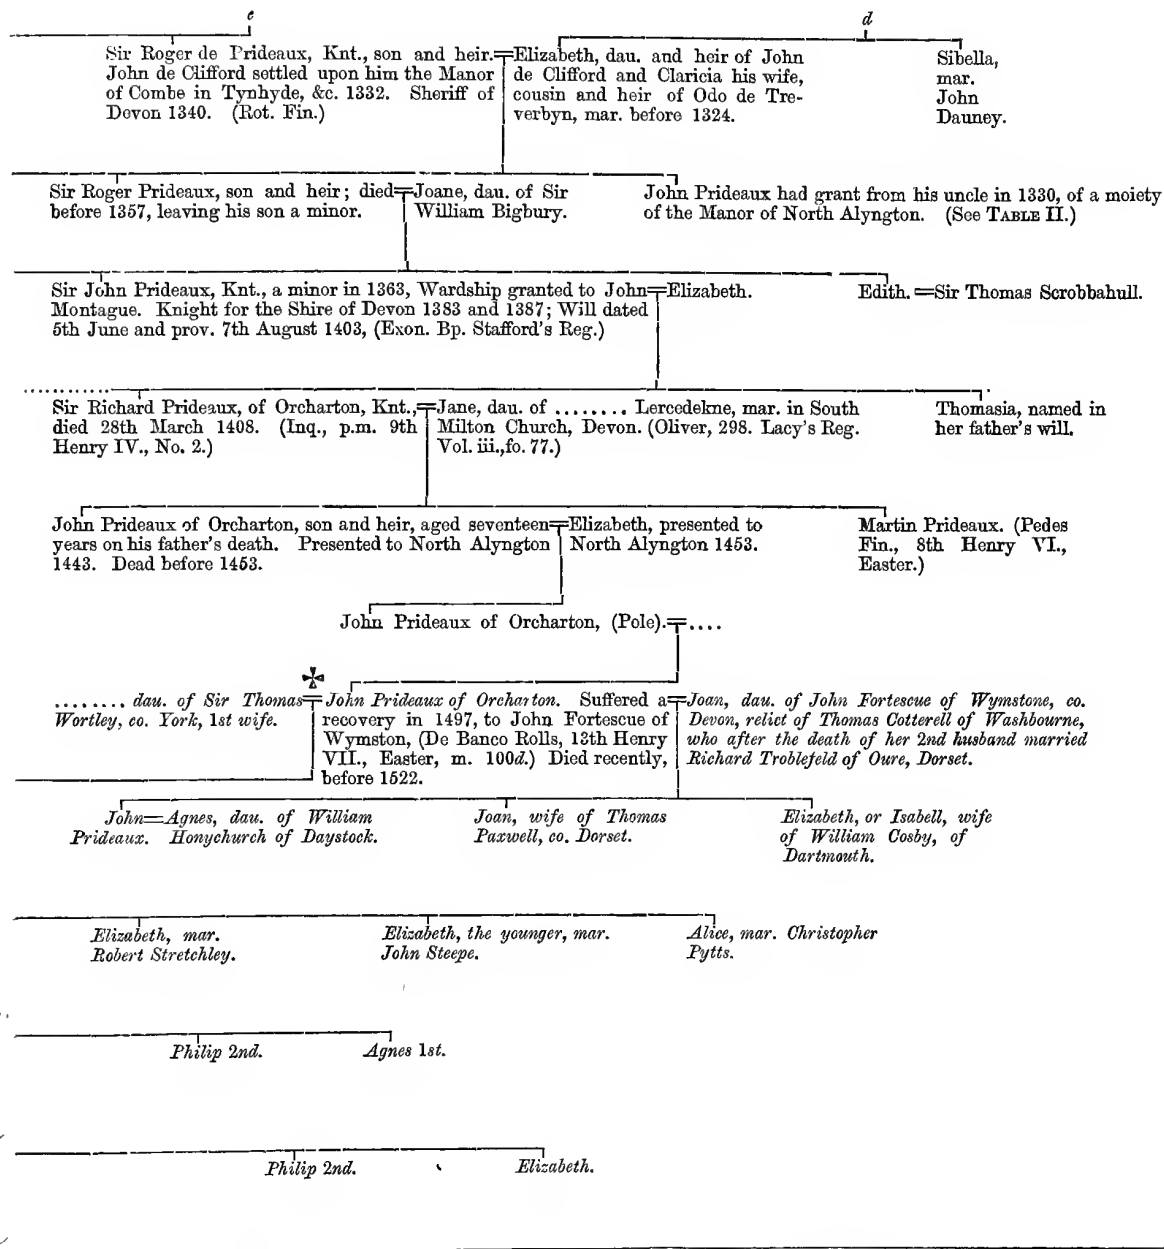 c
d
Sir Roger de Prideaux, Knt., son and heir.
John de Clifford settled upon him the Manor
of Combe in Tynhyde, &c. 1332. Sheriff of
Devon 1340. (Rot. Fin.)
Elizabeth, dau. and heir of John
de Clifford and Claricia his wife,
cousin and heir of Odo de Tre-
verbyn, mar. before 1324.
Sibella,
mar.
John
Dauney.
Sir Roger Prideaux, son and heir; died
before 1357, leaving his son a minor.
Joane, dau. of Sir
William Bigbury.
John Prideaux had grant from his uncle in 1330, of a moiety
of the Manor of North Alyngton. (See TABLE II.)
Sir John Prideaux, Knt., a minor in 1363, Wardship granted to John
Montague. Knight for the Shire of Devon 1383 and 1387; Will dated
5th June and prov. 7th August 1403, (Exon. Bp. Stafford's Reg.)
Elizabeth.
Edith.=Sir Thomas Scrobbahull.
Sir Richard Prideaux, of Orcharton, Knt.,
died 28th March 1408. (Inq., p.m. 9th
Henry IV., No. 2.)
Jane, dau. of ........ Lercedekne, mar. in South
Milton Church, Devon. (Oliver, 298. Lacy's Reg.
Vol. iii., fo. 77.)
Thomasia, named in
her father's will.
John Prideaux of Orcharton, son and heir, aged seventeen
years on his father's death. Presented to North Alyngton
1443. Dead before 1453.
Elizabeth, presented to
North Alyngton 1453.
Martin Prideaux. (Pedes
Fin., 8th Henry VI.,
Easter.)
John Prideaux of Orcharton, (Pole).=....
........ dau. of Sir Thomas
Wortley, co. York, 1st wife.
John Prideaux of Orcharton. Suffered a
recovery in 1497, to John Fortescue of
Wymston, (De Banco Rolls, 13th Henry
VII., Easter, m. 100d.) Died recently,
before 1522.
Joan, dau. of John Fortescue of Wymstone, co.
Devon, relict of Thomas Cotterell of Washbourne,
who after the death of her 2nd husband married
Richard Troblefeld of Oure, Dorset.
John=Agnes, dau. of William
Prideaux. Honychurch of Daystock.
Joan, wife of Thomas
Paxwell, co. Dorset.
Elizabeth, or Isabell, wife
of William Cosby, of
Dartmouth.
Elizabeth, mar.
Robert Stretchley.
Elizabeth, the younger, mar.
John Steepe.
Alice, mar. Christopher
Pytts.
Philip 2nd.
Agnes 1st.
Philip 2nd.
Elizabeth.